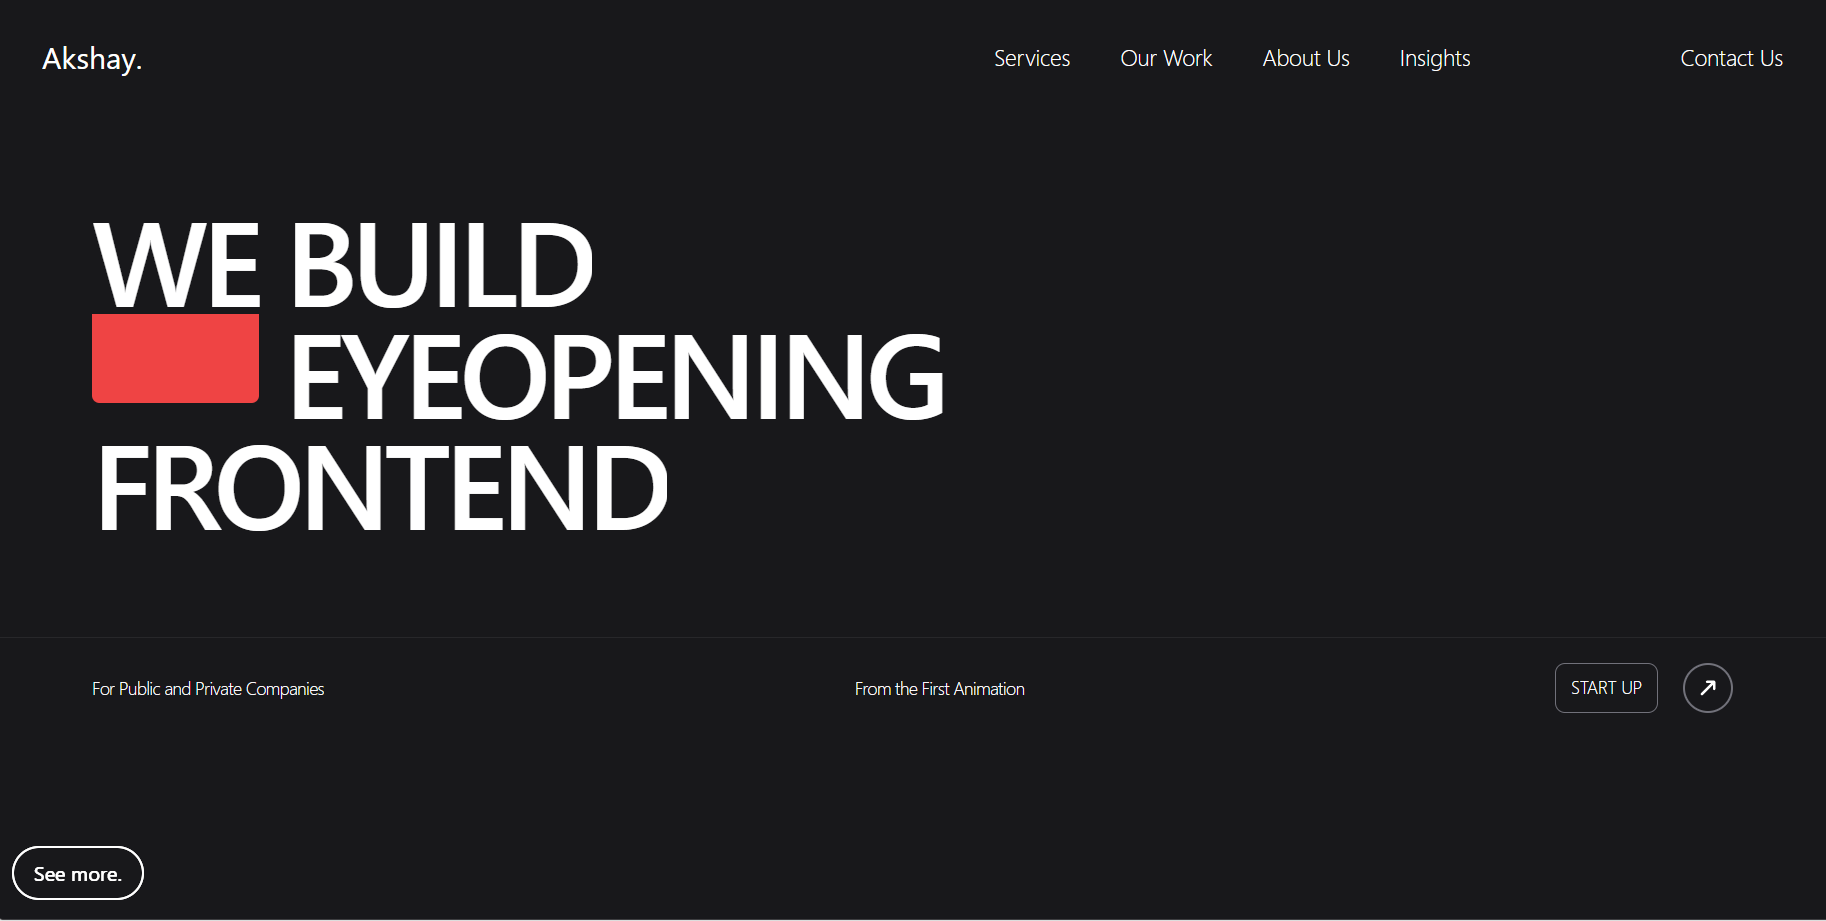 Akshay.
Services Our Work About Us Insights Contact Us
WE BUILD
EYEOPENING
FRONTEND
For Public and Private Companies
From the First Animation
START UP
See more.